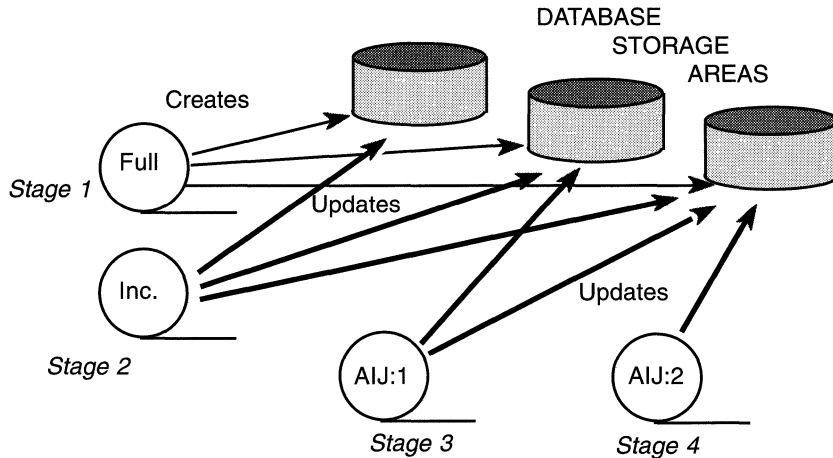 DATABASE
STORAGE
AREAS
Creates
Full
Stage 1
Updates
Inc.
Stage 2
Updates
AIJ:1
AIJ:2
Stage 3
Stage 4